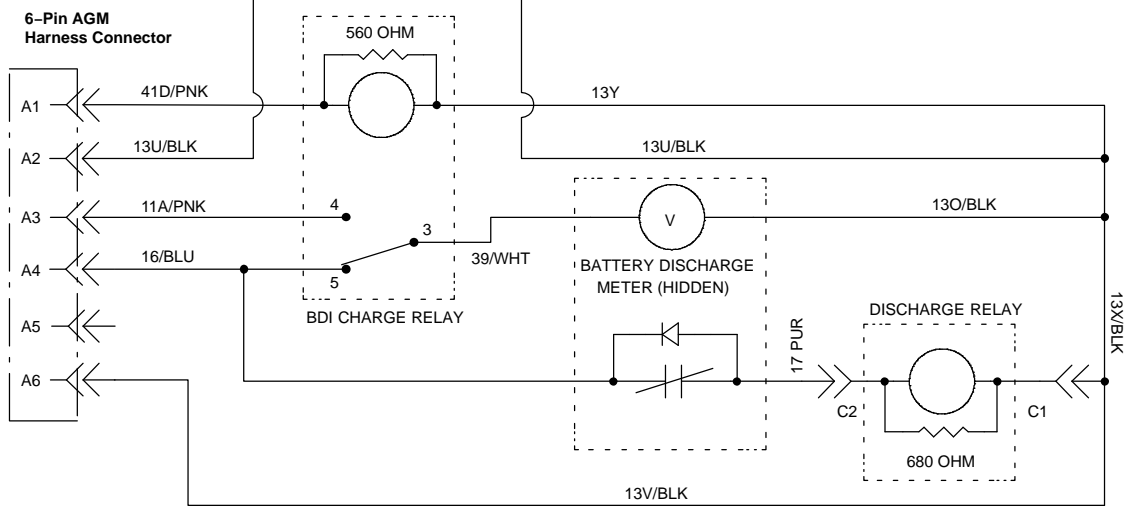 6–Pin AGM
Harness Connector
560 OHM
A1
41D/PNK
13Y
A2
13U/BLK
13U/BLK
A3
11A/PNK
4
V
13O/BLK
3
39/WHT
A4
16/BLU
5
BDI CHARGE RELAY
BATTERY DISCHARGE
METER (HIDDEN)
DISCHARGE RELAY
13X/BLK
A5
17 PUR
A6
C2
C1
680 OHM
13V/BLK